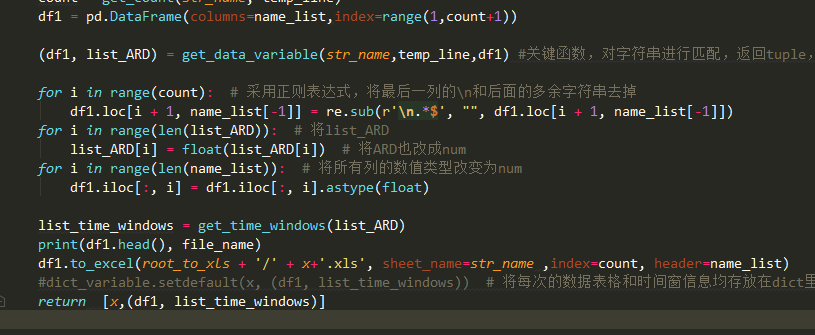 count = get_count(str_name, temp_line)
df1 = pd.DataFrame(columns=name_list,index=range(1,count+1))
(df1, list_ARD) = get_data_variable(str_name,temp_line,df1) #关键函数，对字符串进行匹配，返回tuple，
for i in range(count):  # 采用正则表达式，将最后一列的\n和后面的多余字符串去掉
    df1.loc[i + 1, name_list[-1]] = re.sub(r'\n.*$', "", df1.loc[i + 1, name_list[-1]])
for i in range(len(list_ARD)):  # 将list_ARD
    list_ARD[i] = float(list_ARD[i])  # 将ARD也改成num
for i in range(len(name_list)):  # 将所有列的数值类型改变为num
    df1.iloc[:, i] = df1.iloc[:, i].astype(float)
list_time_windows = get_time_windows(list_ARD)
print(df1.head(), file_name)
df1.to_excel(root_to_xls + '/' + x+'.xls', sheet_name=str_name ,index=count, header=name_list)
#dict_variable.setdefault(x, (df1, list_time_windows))  # 将每次的数据表格和时间窗信息均存放在dict里
return  [x,(df1, list_time_windows)]